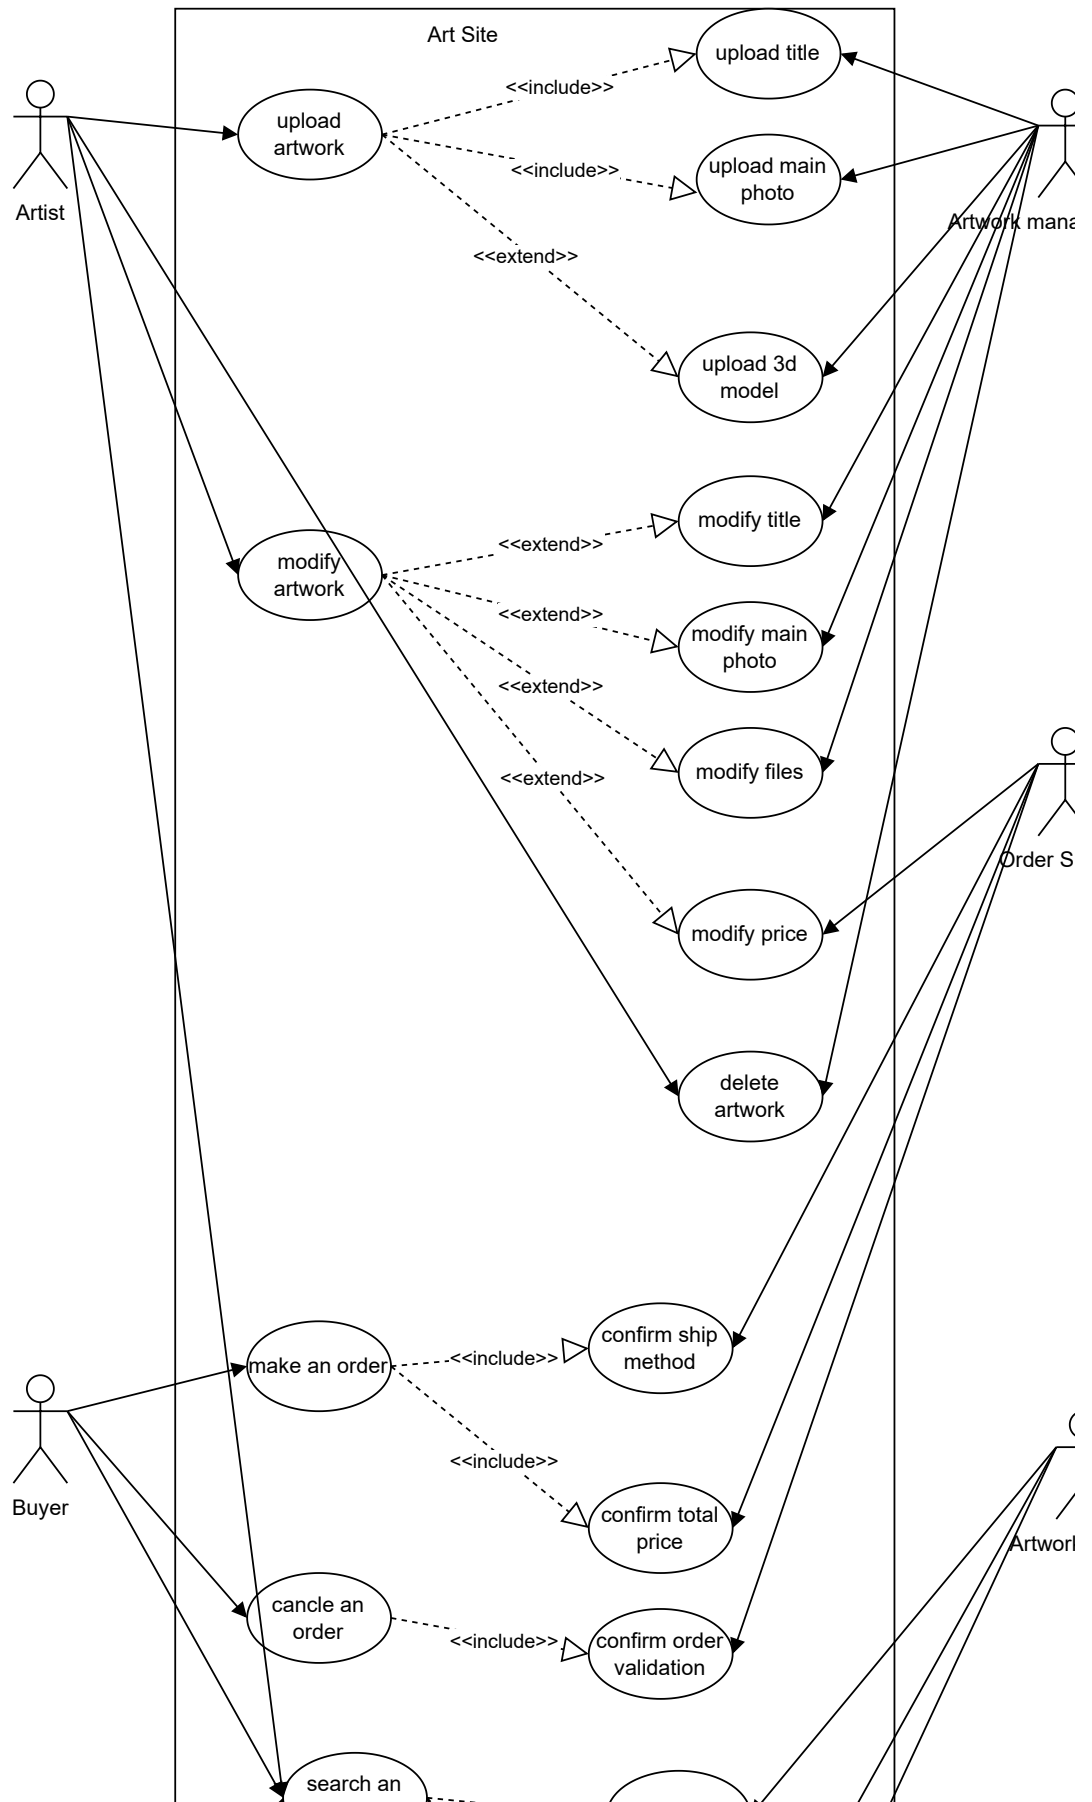 Art Site
upload title
<<include>>
upload
artwork
upload main
photo
<<include>>
Artist
Artwork mana
<<extend>>
upload 3d
model
modify title
<<extend>>
modify
artwork
<<extend>>
modify main
photo
<<extend>>
modify files
<<extend>>
Order S
modify price
delete
artwork
confirm ship
method
<<include>>
make an order
<<include>>
Buyer
confirm total
price
Artwork
cancle an
order
<<include>>
confirm order
validation
search an